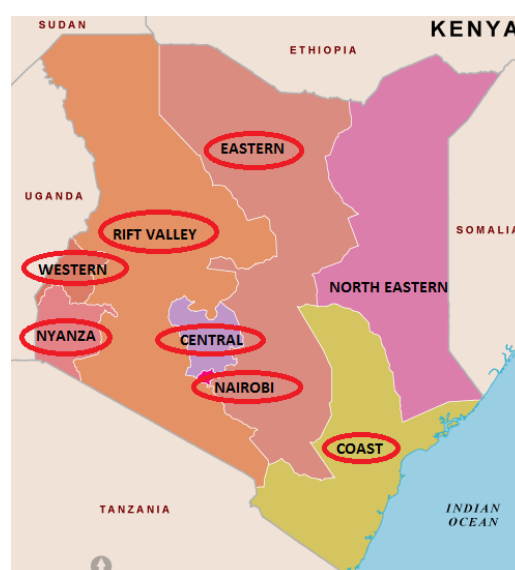 SUDAN
KENYA
ETHIOPIA
EASTERN
UGANDA
RIFT VALLEY
SOMALIA
WESTERN
NORTH EASTERN
NYANZA
CENTRAL
NAIROBI
COAST
TANZANIA
INDIAN
OCEAN